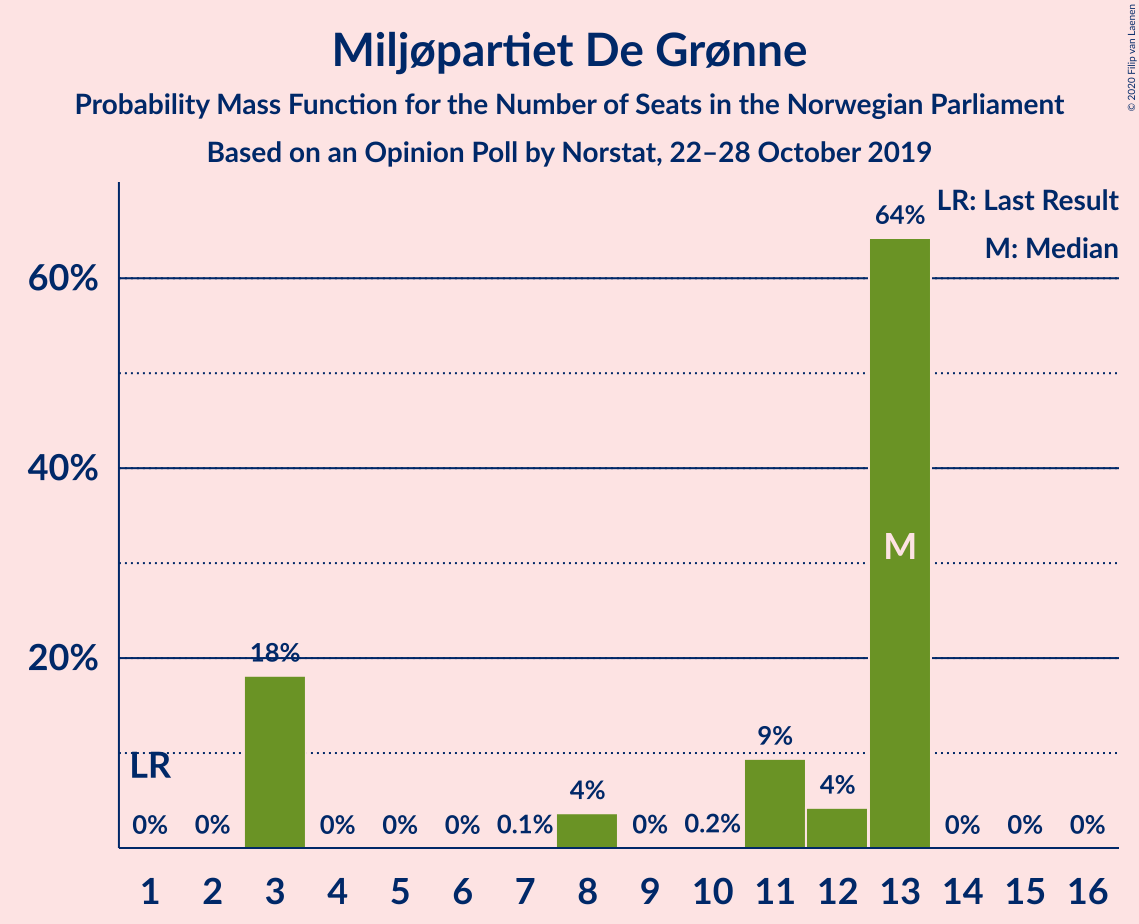 Miljøpartiet De Grønne
Probability Mass Function for the Number of Seats in the Norwegian Parliament
Based on an Opinion Poll by Norstat, 22–28 October 2019
© 2020 Filip van Laenen
LR: Last Result
M: Median
60%
40%
20%
LR
M
0% 0% 18% 0% 0% 0% 0.1% 4% 0% 0.2% 9% 4% 64% 0% 0% 0%
1 2 3 4 5 6 7 8 9 10 11 12 13 14 15 16